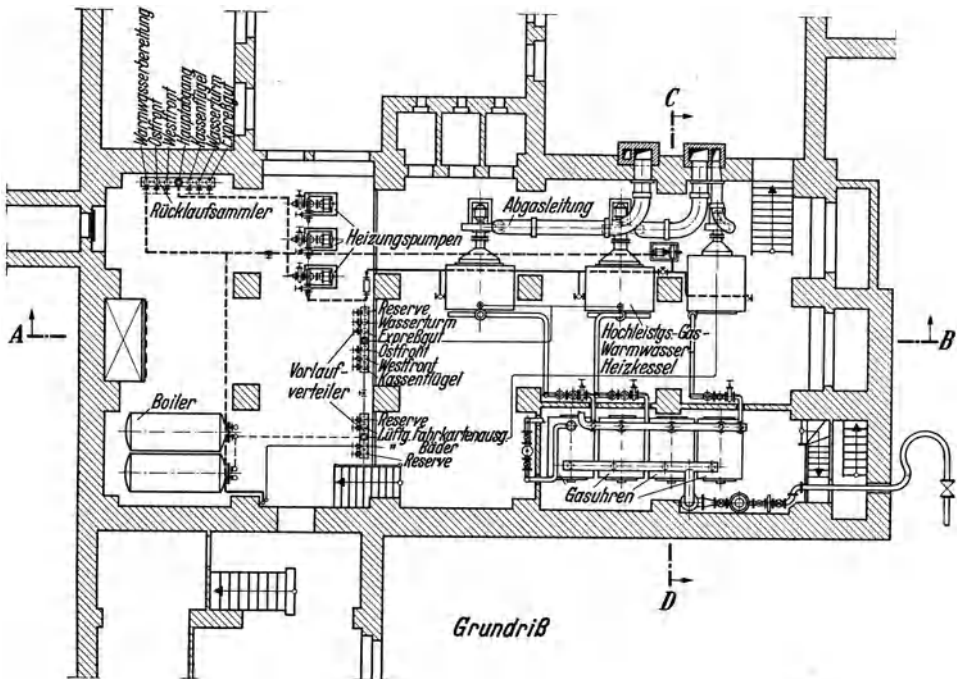 Warmwasserbereitung
Ostfront
Westfront
Hauptabgang
Kassenflügel
Wasserturm
Expreßgut
Rücklaufsammler
Heizungspumpen
Abgasleitung
C
A
B
Reserve
Wasserturm
Expreßgut
Ostfront
Westfront
Kassenflügel
Vorlauf-
verteiler
Hochleistgs.-Gas-
Warmwasser-
Heizkessel
Boiler
Reserve
Lüftg. Fahrkartenausg.
" Bäder
Reserve
Gasuhren
D
Grundriß